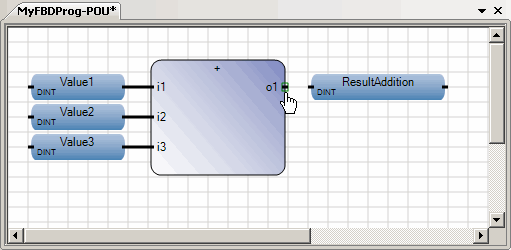 MyFBDProg-POU*
+
Value1
DINT
i1
o1
ResultAddition
DINT
Value2
DINT
i2
Value3
DINT
i3